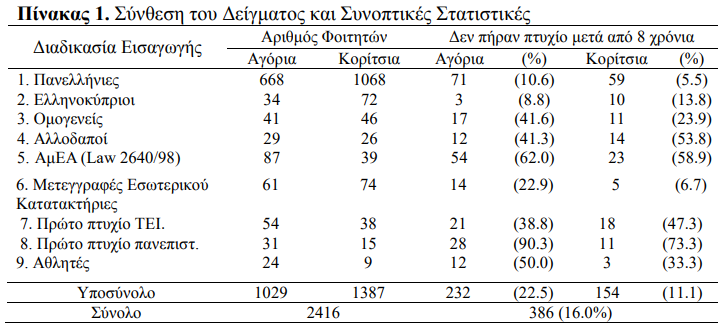 Πίνακας 1. Σύνθεση του Δείγματος και Συνοπτικές Στατιστικές
Διαδικασία Εισαγωγής Αριθμός Φοιτητών Δεν πήραν πτυχίο μετά από 8 χρόνια
Αγόρια Κορίτσια Αγόρια (%) Κορίτσια (%)
1. Πανελλήνιες 668 1068 71 (10.6) 59 (5.5)
2. Ελληνοκύπριοι 34 72 3 (8.8) 10 (13.8)
3. Ομογενείς 41 46 17 (41.6) 11 (23.9)
4. Αλλοδαποί 29 26 12 (41.3) 14 (53.8)
5. ΑμΕΑ (Law 2640/98) 87 39 54 (62.0) 23 (58.9)
6. Μετεγγραφές Εσωτερικού 61 74 14 (22.9) 5 (6.7)
Κατατακτήριες
7. Πρώτο πτυχίο ΤΕΙ. 54 38 21 (38.8) 18 (47.3)
8. Πρώτο πτυχίο πανεπιστ. 31 15 28 (90.3) 11 (73.3)
9. Αθλητές 24 9 12 (50.0) 3 (33.3)
Υποσύνολο 1029 1387 232 (22.5) 154 (11.1)
Σύνολο 2416 386 (16.0%)